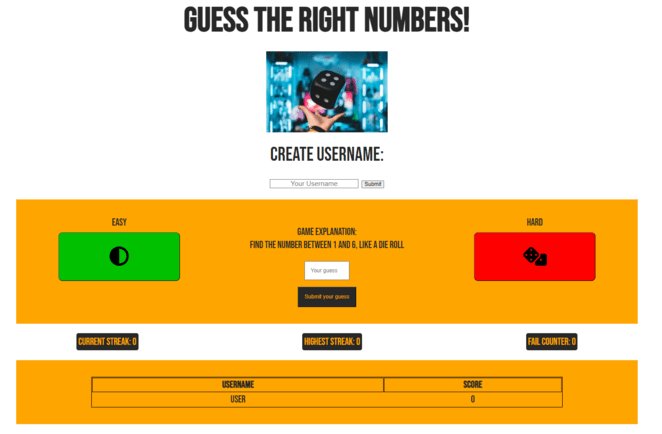 GUESS THE RIGHT NUMBERS!
CREATE USERNAME:
Your Username Submit
EASY
HARD
GAME EXPLANATION:
FIND THE NUMBER BETWEEN 1 AND 6, LIKE A DIE ROLL
Your guess
Submit your guess
CURRENT STREAK: 0
HIGHEST STREAK: 0
FAIL COUNTER: 0
USERNAME SCORE
USER 0